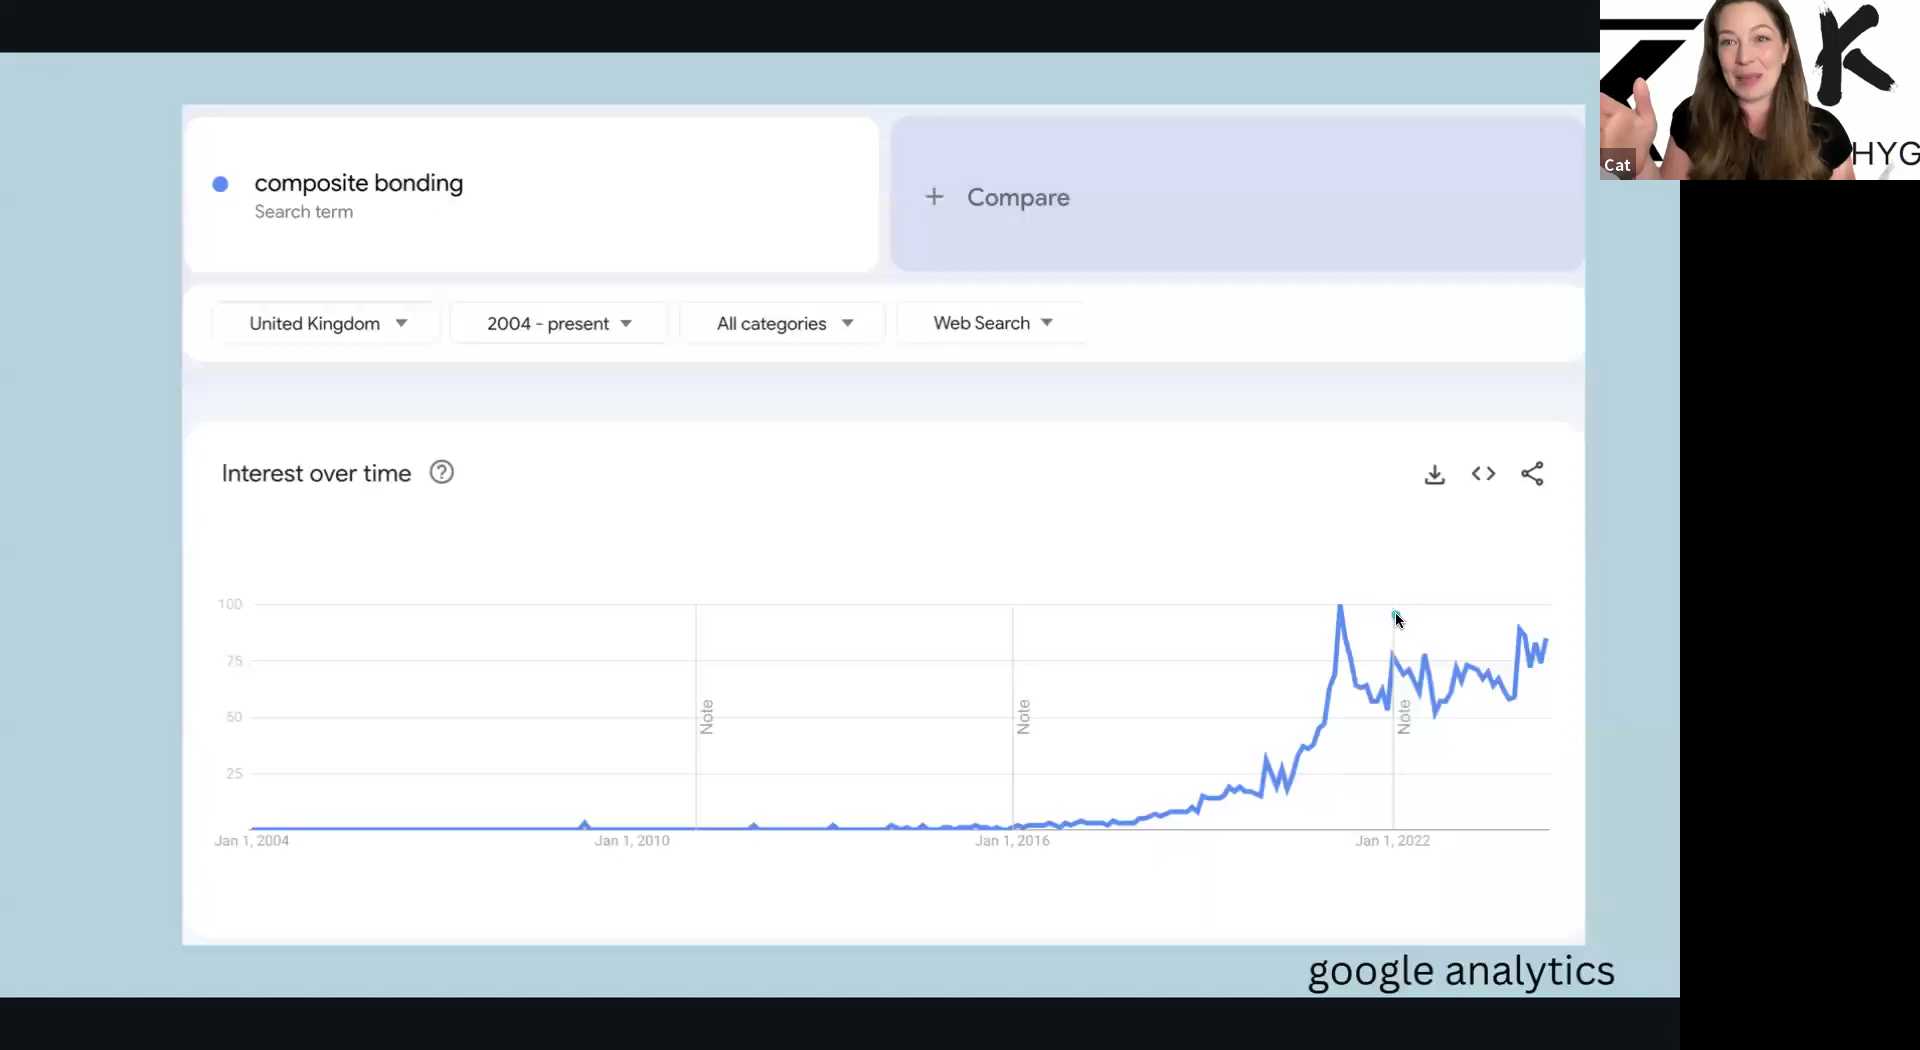 composite bonding
Search term
+ Compare
United Kingdom
2004 - present
All categories
Web Search
Interest over time
100
75
50
25
Note
Note
Note
Jan 1, 2004
Jan 1, 2010
Jan 1, 2016
Jan 1, 2022
google analytics
K
HYG
Cat